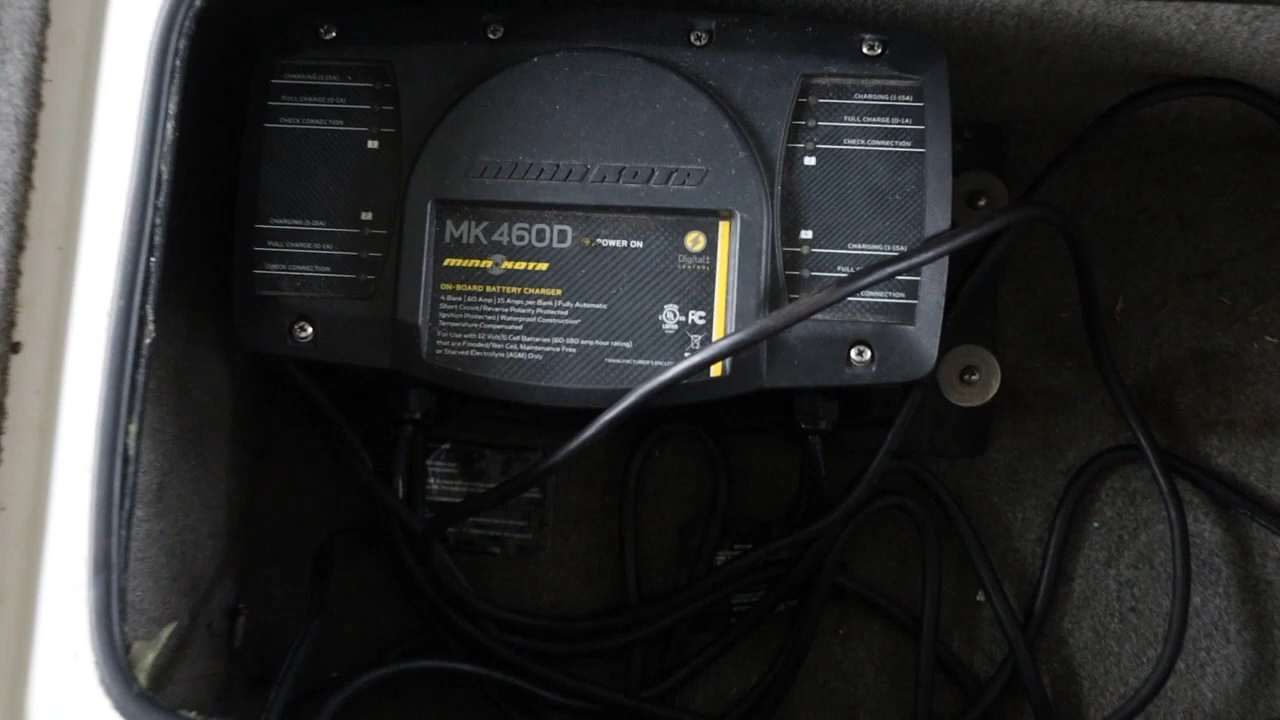 CHARGING (1-15A)
FULL CHARGE (0-1A)
CHECK CONNECTION
CHARGING (1-15A)
FULL CHARGE (0-1A)
CHECK CONNECTION
MINN KOTA
MK460D
POWER ON
Digital
CONTROL
MINN KOTA
ON-BOARD BATTERY CHARGER
4 Bank | 60 Amp | 15 Amps per Bank | Fully Automatic
Short Circuit/Reverse Polarity Protected
Ignition Protected | Waterproof Construction*
Temperature Compensated
For Use with 12 Volt/6 Cell Batteries (60-180 amp hour rating)
that are Flooded/Wet Cell, Maintenance Free
or Starved Electrolyte (AGM) Only
UL
LISTED
FC
CHARGING (1-15A)
FULL CHARGE (0-1A)
CHECK CONNECTION
CHARGING (1-15A)
FULL
CONNECTION